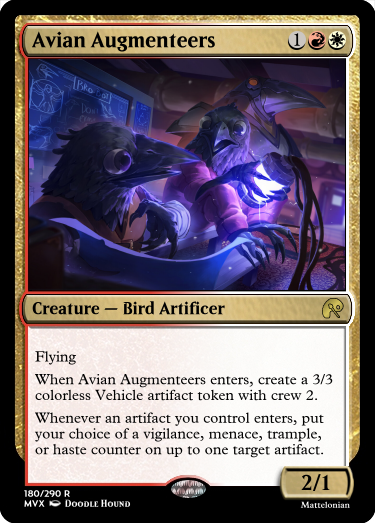 Avian Augmenteers 1
Creature — Bird Artificer
Flying
When Avian Augmenteers enters, create a 3/3
colorless Vehicle artifact token with crew 2.
Whenever an artifact you control enters, put
your choice of a vigilance, menace, trample,
or haste counter on up to one target artifact.
2/1
180/290 R
MVX Doodle Hound
Mattelonian